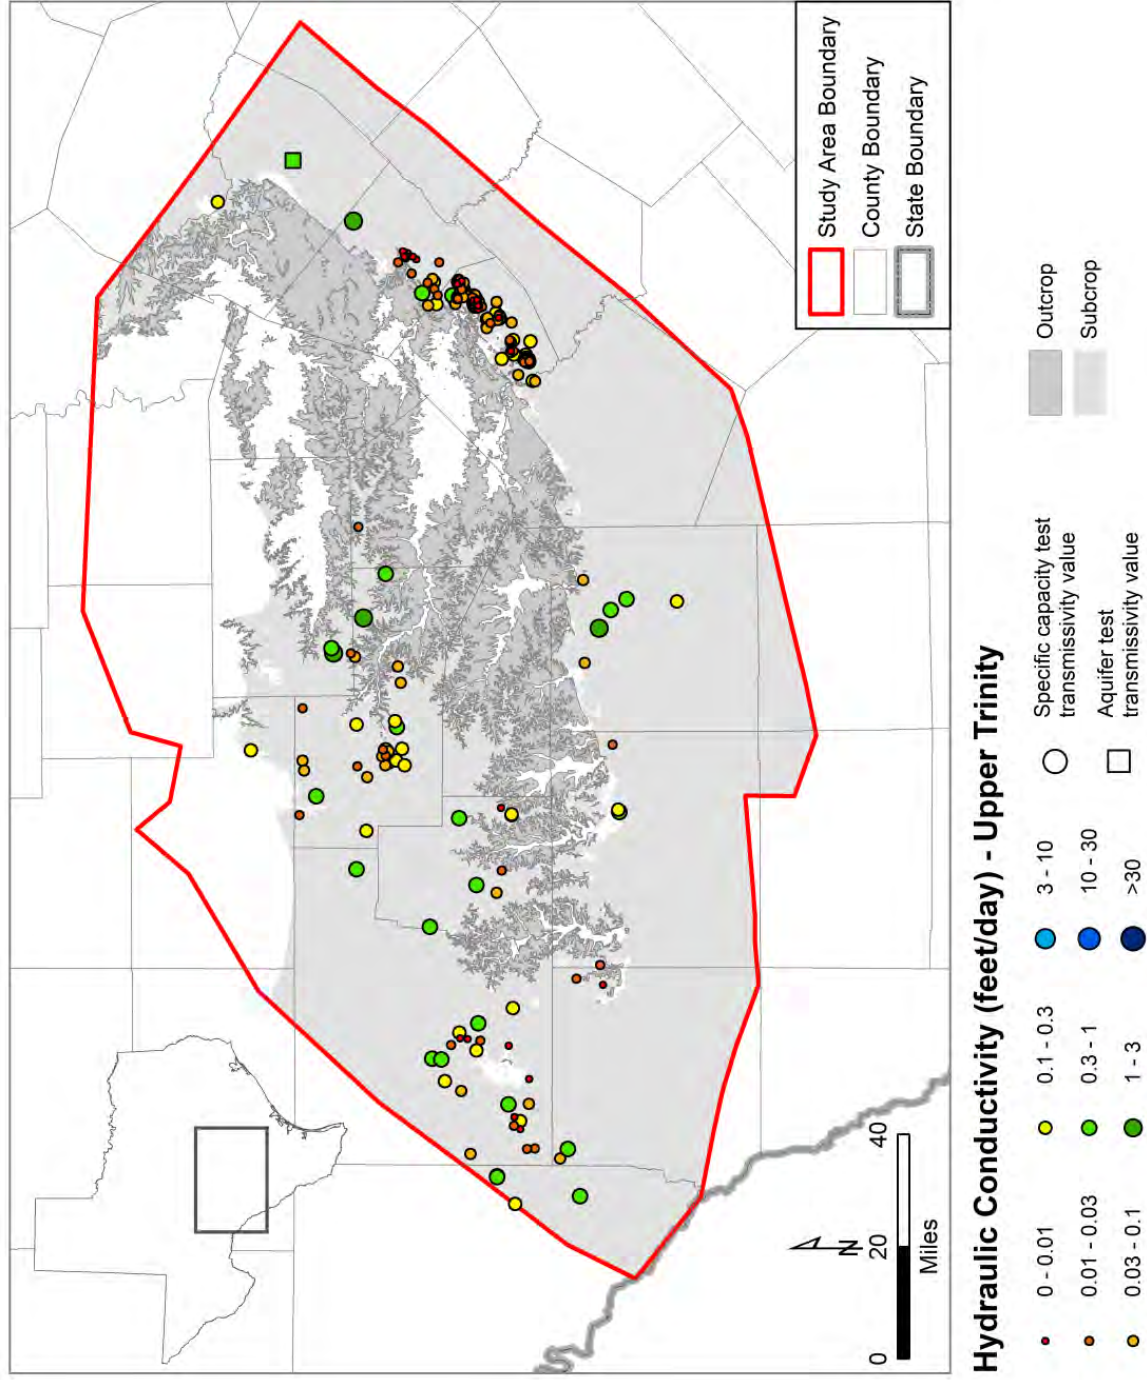 Study Area Boundary
County Boundary
State Boundary
N
0 20 40
Miles
Hydraulic Conductivity (feet/day) - Upper Trinity
0 - 0.01
0.01 - 0.03
0.03 - 0.1
0.1 - 0.3
0.3 - 1
1 - 3
3 - 10
10 - 30
>30
Specific capacity test
transmissivity value
Aquifer test
transmissivity value
Outcrop
Subcrop